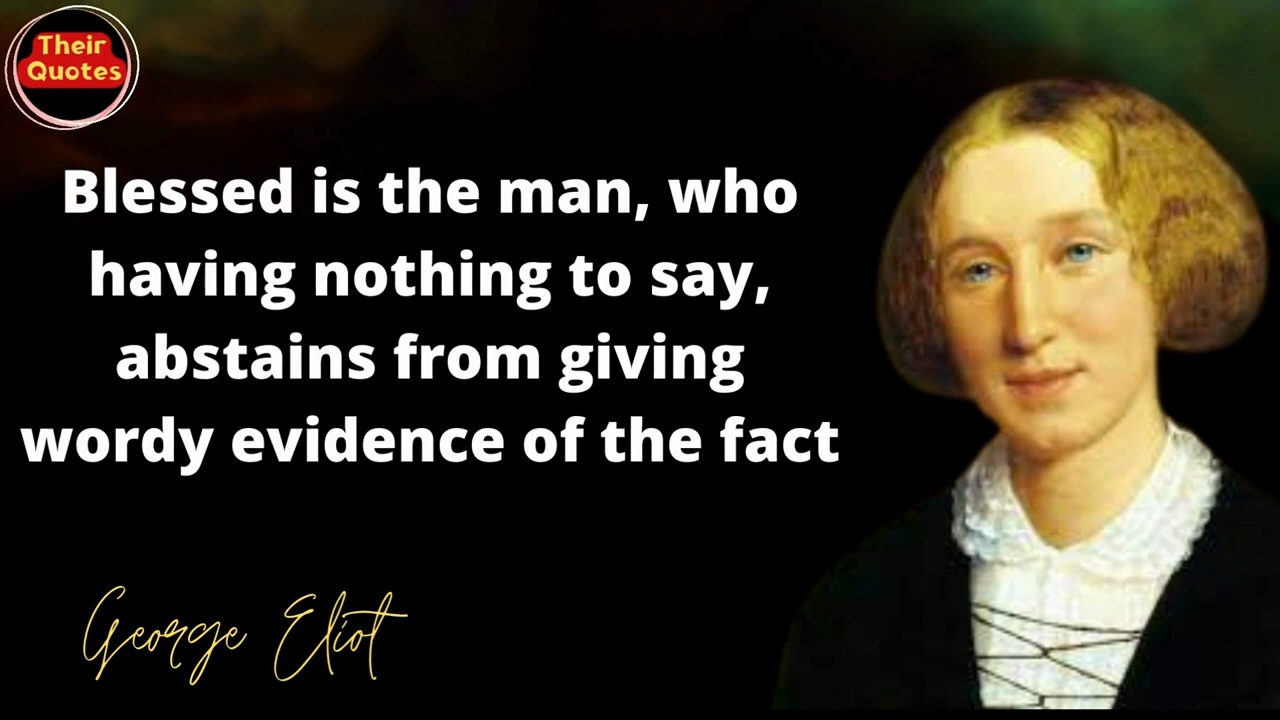 Their
Quotes
Blessed is the man, who
having nothing to say,
abstains from giving
wordy evidence of the fact
George Eliot